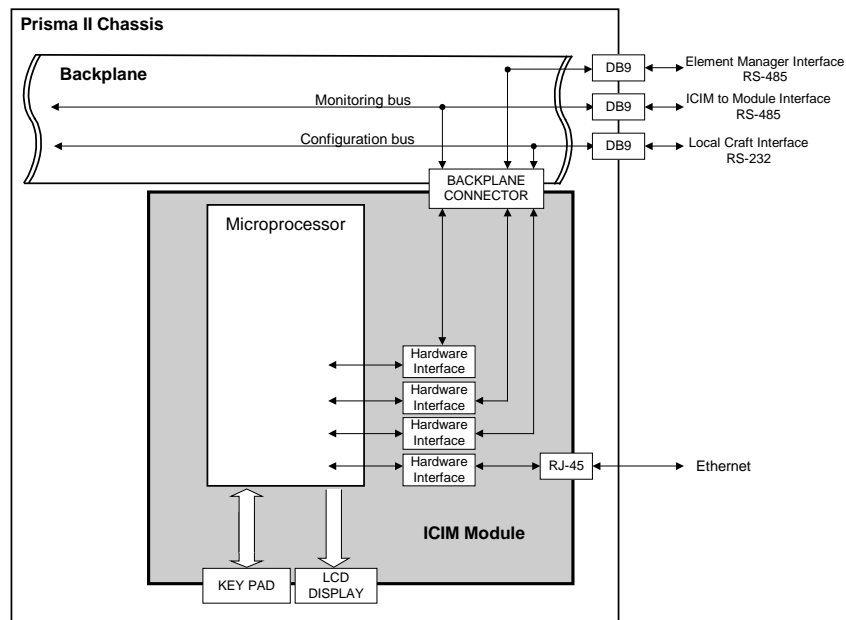 Prisma II Chassis
Backplane
Monitoring bus
Configuration bus
DB9
Element Manager Interface
RS-485
DB9
ICIM to Module Interface
RS-485
DB9
Local Craft Interface
RS-232
BACKPLANE
CONNECTOR
Microprocessor
Hardware
Interface
Hardware
Interface
Hardware
Interface
Hardware
Interface
RJ-45
Ethernet
ICIM Module
KEY PAD
LCD
DISPLAY